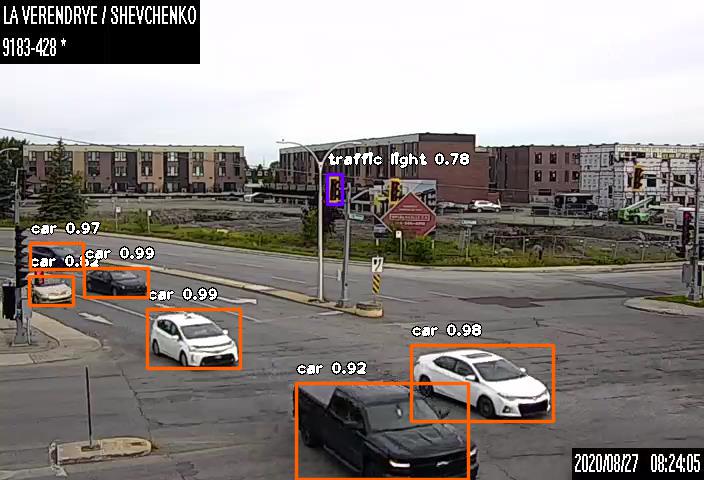 LA VERENDRYE / SHEVCHENKO
9183-428 *
traffic light 0.78
car 0.97
car 0.99
car 0.99
car 0.98
car 0.92
2020/08/27 08:24:05